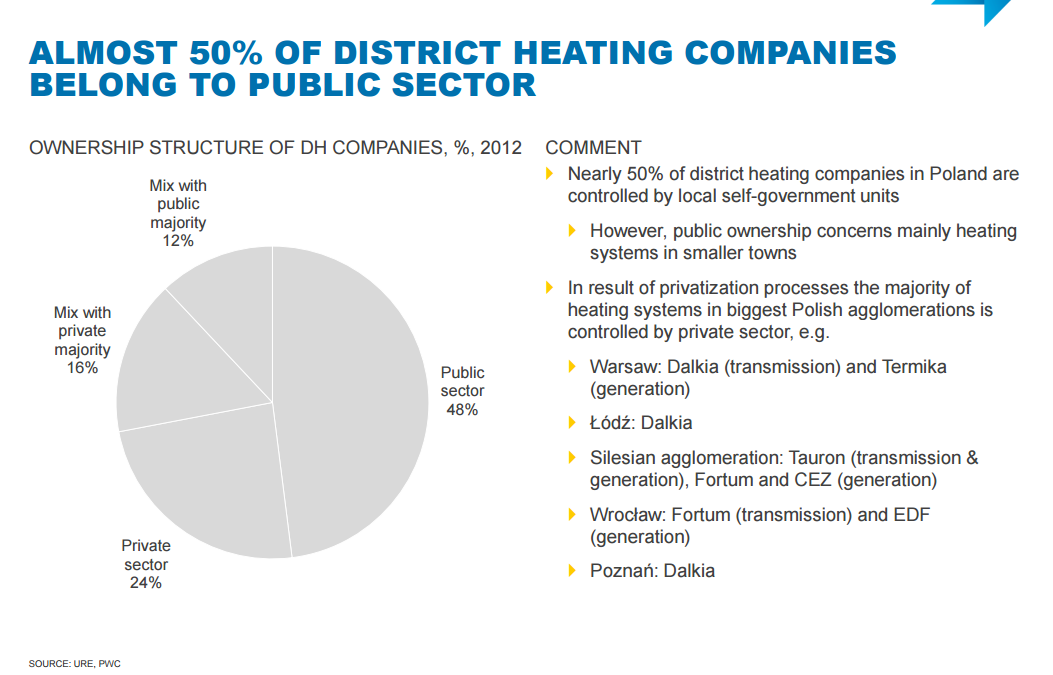 ALMOST 50% OF DISTRICT HEATING COMPANIES
BELONG TO PUBLIC SECTOR
OWNERSHIP STRUCTURE OF DH COMPANIES, %, 2012
Mix with
public
majority
12%
Mix with
private
majority
16%
Public
sector
48%
Private
sector
24%
COMMENT
Nearly 50% of district heating companies in Poland are
controlled by local self-government units
However, public ownership concerns mainly heating
systems in smaller towns
In result of privatization processes the majority of
heating systems in biggest Polish agglomerations is
controlled by private sector, e.g.
Warsaw: Dalkia (transmission) and Termika
(generation)
Łódź: Dalkia
Silesian agglomeration: Tauron (transmission &
generation), Fortum and CEZ (generation)
Wrocław: Fortum (transmission) and EDF
(generation)
Poznań: Dalkia
SOURCE: URE, PWC